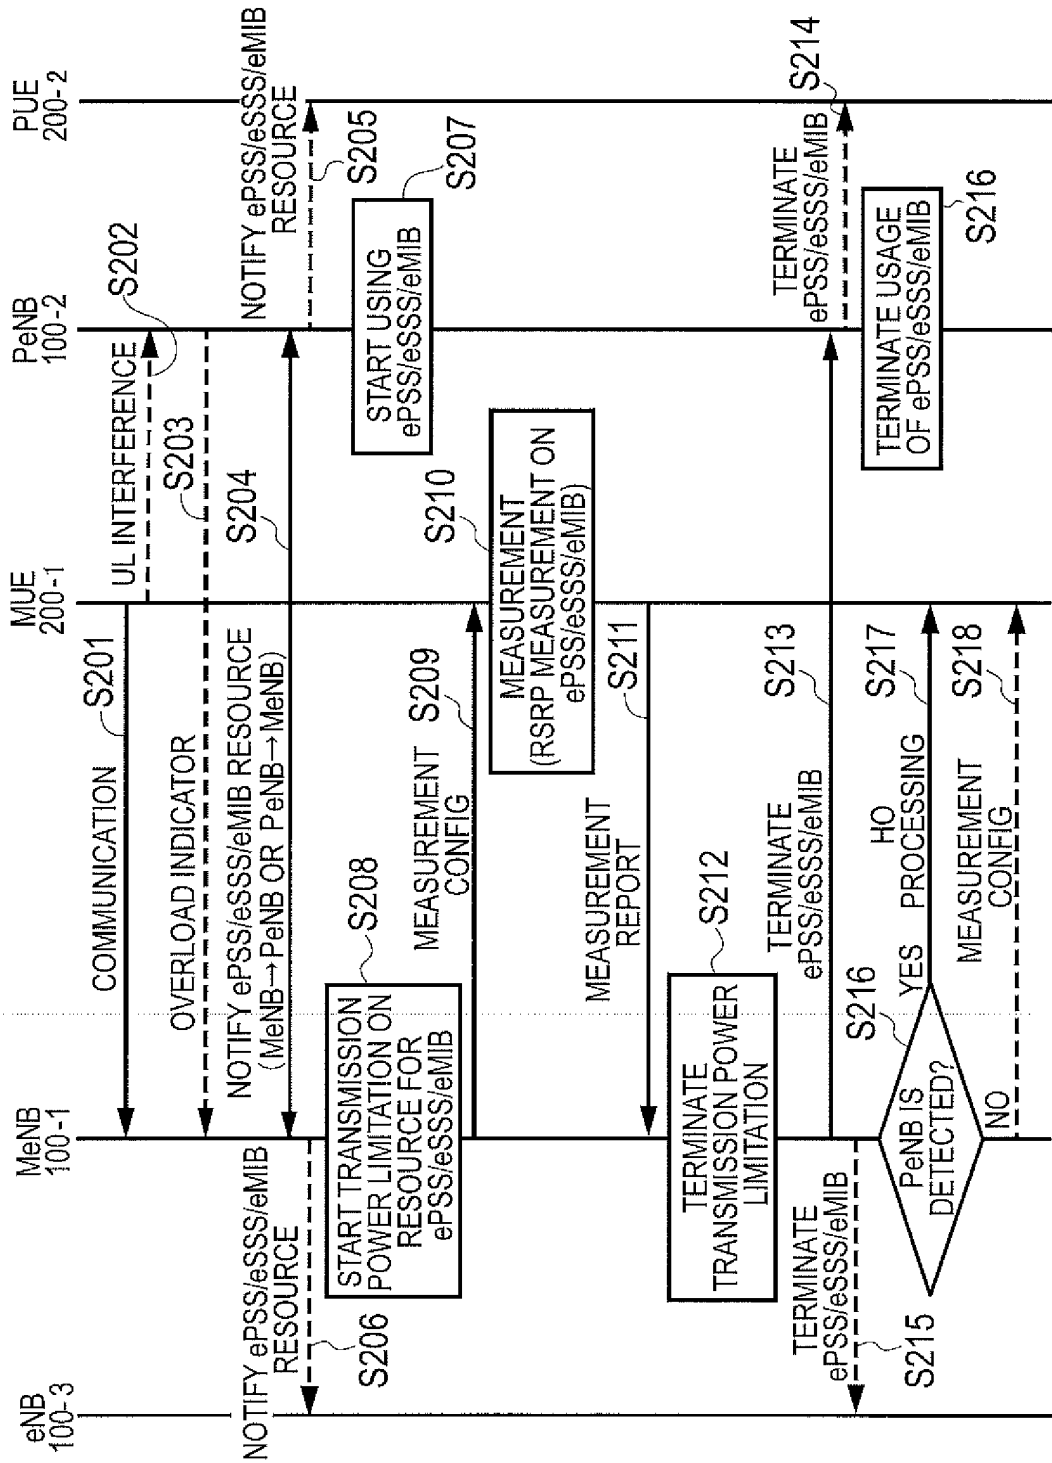 eNB
100-3
MeNB
100-1
MUE
200-1
PeNB
100-2
PUE
200-2
COMMUNICATION
S201
UL INTERFERENCE
S202
OVERLOAD INDICATOR
S203
NOTIFY ePSS/eSSS/eMIB RESOURCE
(MeNB→PeNB OR PeNB→MeNB)
S204
NOTIFY ePSS/eSSS/eMIB
RESOURCE
S205
NOTIFY ePSS/eSSS/eMIB
RESOURCE
S206
START USING
ePSS/eSSS/eMIB
S207
START TRANSMISSION
POWER LIMITATION ON
RESOURCE FOR
ePSS/eSSS/eMIB
S208
MEASUREMENT
CONFIG
S209
MEASUREMENT
(RSRP MEASUREMENT ON
ePSS/eSSS/eMIB)
S210
MEASUREMENT
REPORT
S211
TERMINATE
TRANSMISSION POWER
LIMITATION
S212
TERMINATE
ePSS/eSSS/eMIB
S213
TERMINATE
ePSS/eSSS/eMIB
S214
TERMINATE
ePSS/eSSS/eMIB
S215
TERMINATE USAGE
OF ePSS/eSSS/eMIB
S216
PeNB IS
DETECTED?
S216
YES
HO
PROCESSING
S217
NO
MEASUREMENT
CONFIG
S218